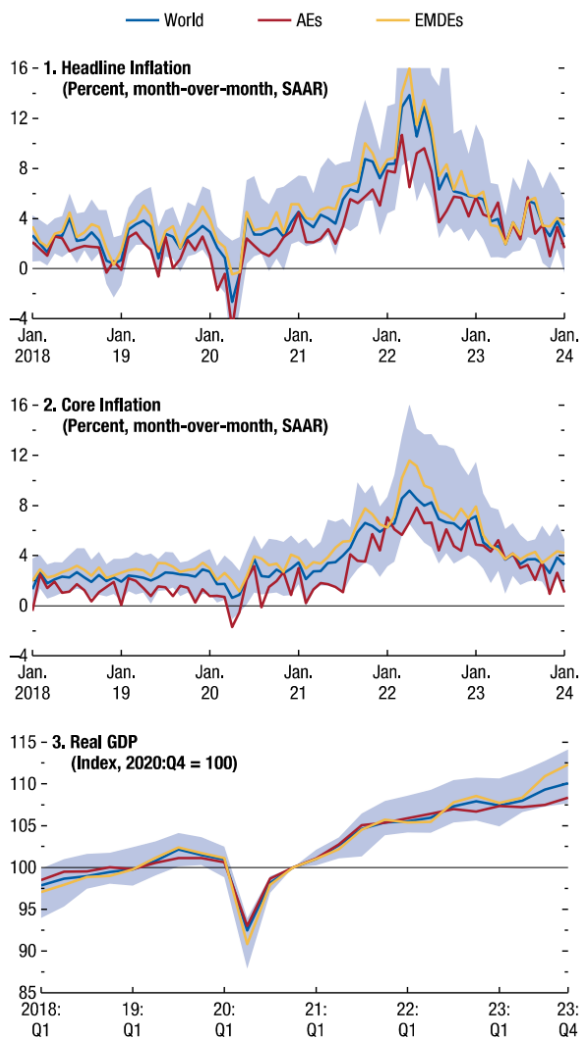 World AEs EMDEs
1. Headline Inflation
(Percent, month-over-month, SAAR)
16
12
8
4
0
–4
Jan. Jan. Jan. Jan. Jan. Jan. Jan.
2018 19 20 21 22 23 24
2. Core Inflation
(Percent, month-over-month, SAAR)
16
12
8
4
0
–4
Jan. Jan. Jan. Jan. Jan. Jan. Jan.
2018 19 20 21 22 23 24
3. Real GDP
(Index, 2020:Q4 = 100)
115
110
105
100
95
90
85
2018: 19: 20: 21: 22: 23: 23:
Q1 Q1 Q1 Q1 Q1 Q1 Q4